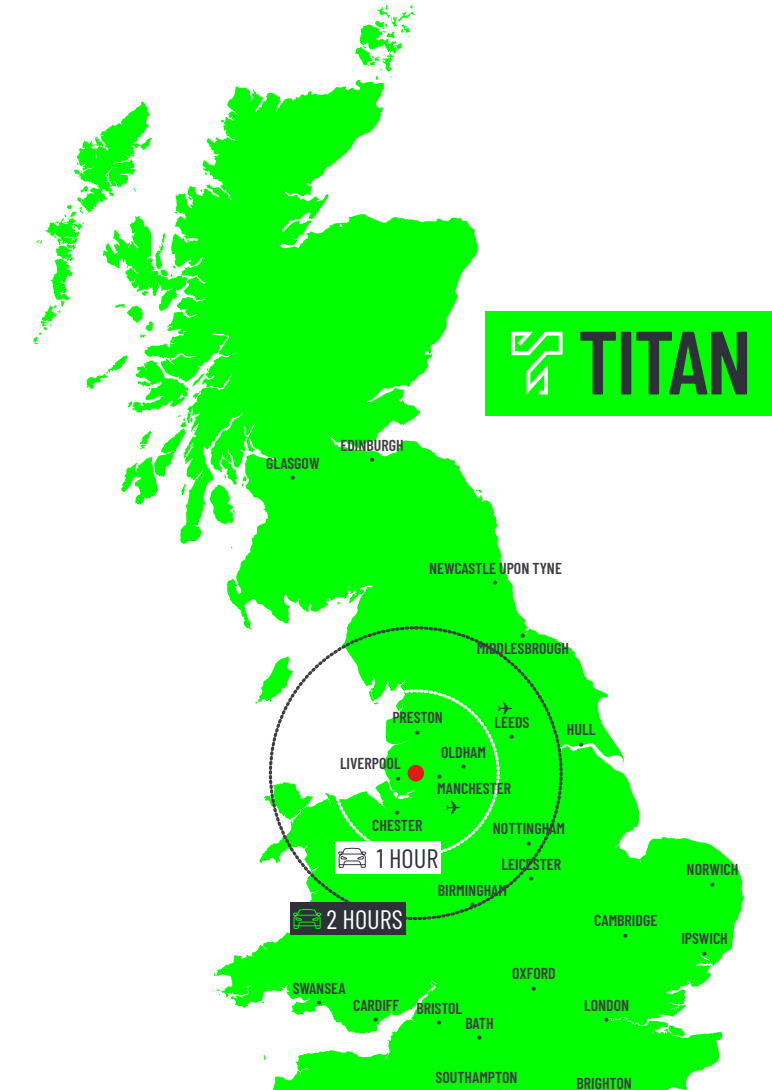 TITAN
EDINBURGH
GLASGOW
NEWCASTLE UPON TYNE
MIDDLESBROUGH
PRESTON
LEEDS
HULL
OLDHAM
LIVERPOOL
MANCHESTER
CHESTER
NOTTINGHAM
1 HOUR
LEICESTER
NORWICH
BIRMINGHAM
2 HOURS
CAMBRIDGE
IPSWICH
OXFORD
SWANSEA
CARDIFF
BRISTOL
LONDON
BATH
SOUTHAMPTON
BRIGHTON